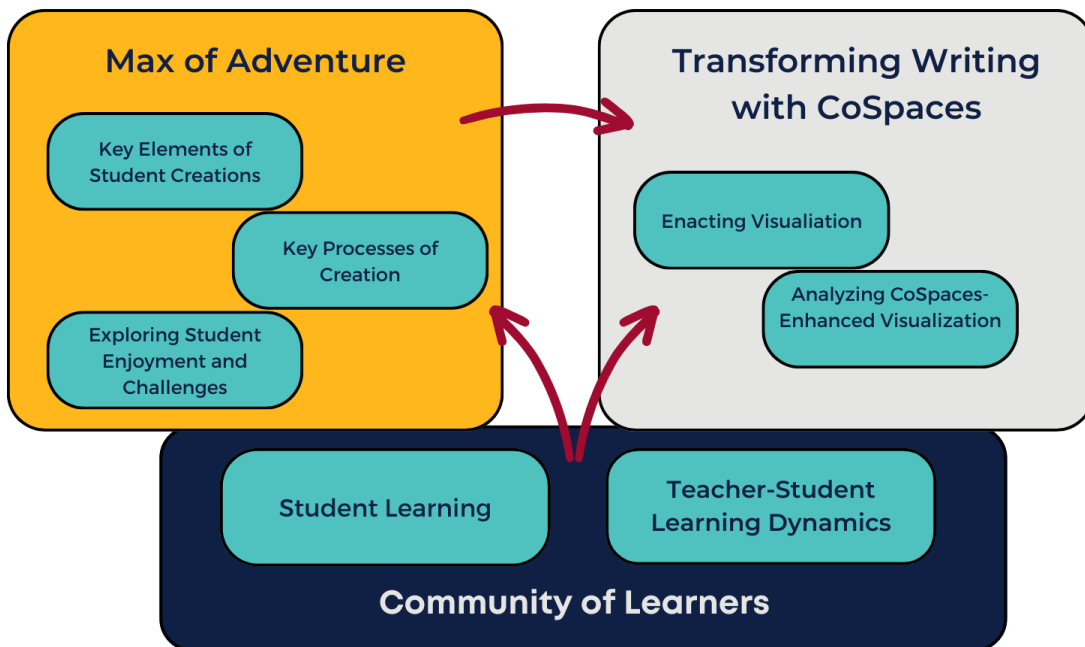 Max of Adventure
Key Elements of
Student Creations
Key Processes of
Creation
Exploring Student
Enjoyment and
Challenges
Transforming Writing
with CoSpaces
Enacting Visualiation
Analyzing CoSpaces-
Enhanced Visualization
Student Learning
Teacher-Student
Learning Dynamics
Community of Learners